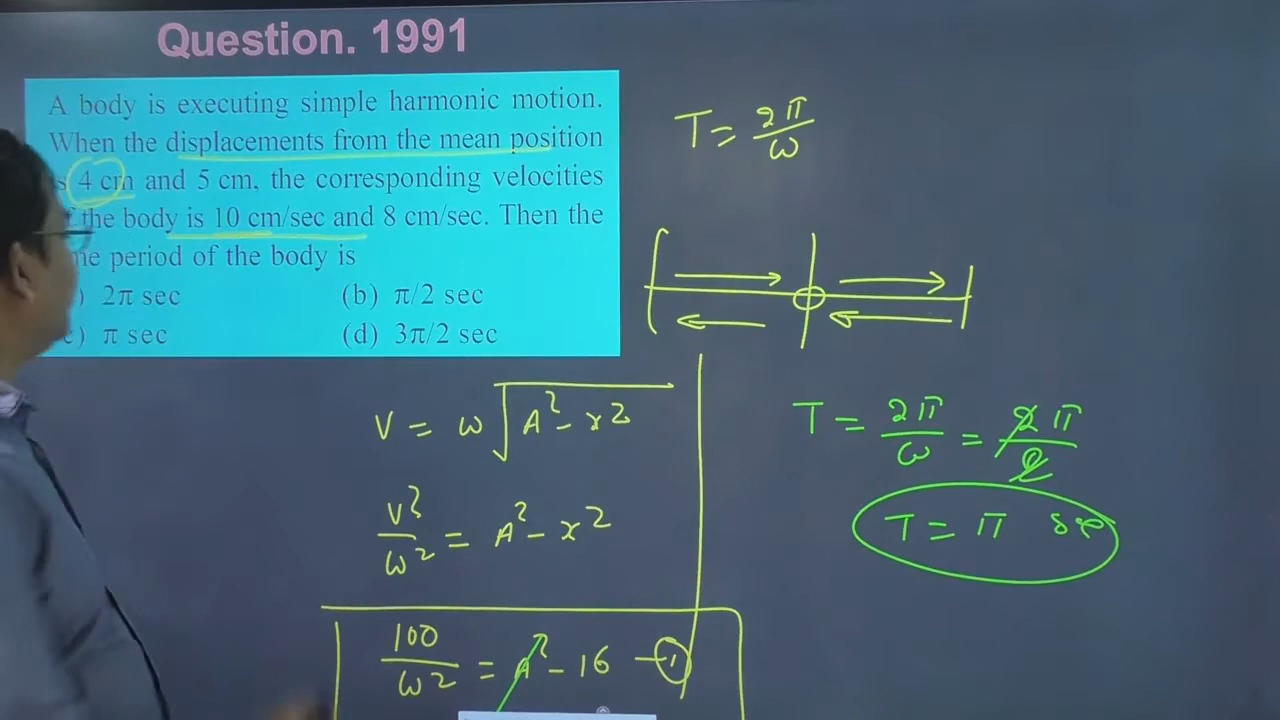 Question. 1991
A body is executing simple harmonic motion.
When the displacements from the mean position
4 cm and 5 cm, the corresponding velocities
the body is 10 cm/sec and 8 cm/sec. Then the
period of the body is
2π sec (b) π/2 sec
) π sec (d) 3π/2 sec
T = 2π/ω
V = ω√(A² - x²)
V²/ω² = A² - x²
100/ω² = A² - 16 - ①
T = 2π/ω = 2π/2
T = π sec